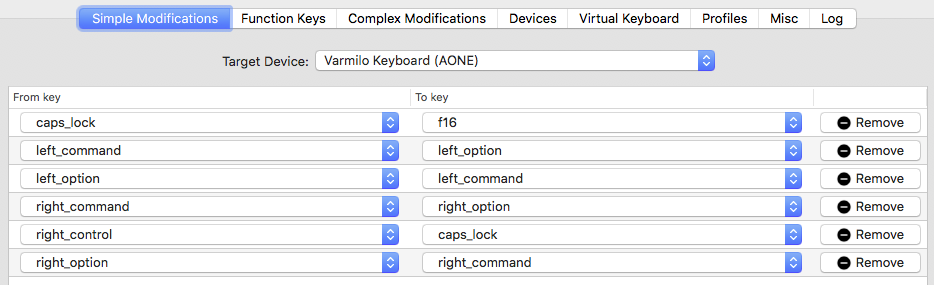 Simple Modifications Function Keys Complex Modifications Devices Virtual Keyboard Profiles Misc Log
Target Device: Varmilo Keyboard (AONE)
From key To key
caps_lock f16 Remove
left_command left_option Remove
left_option left_command Remove
right_command right_option Remove
right_control caps_lock Remove
right_option right_command Remove